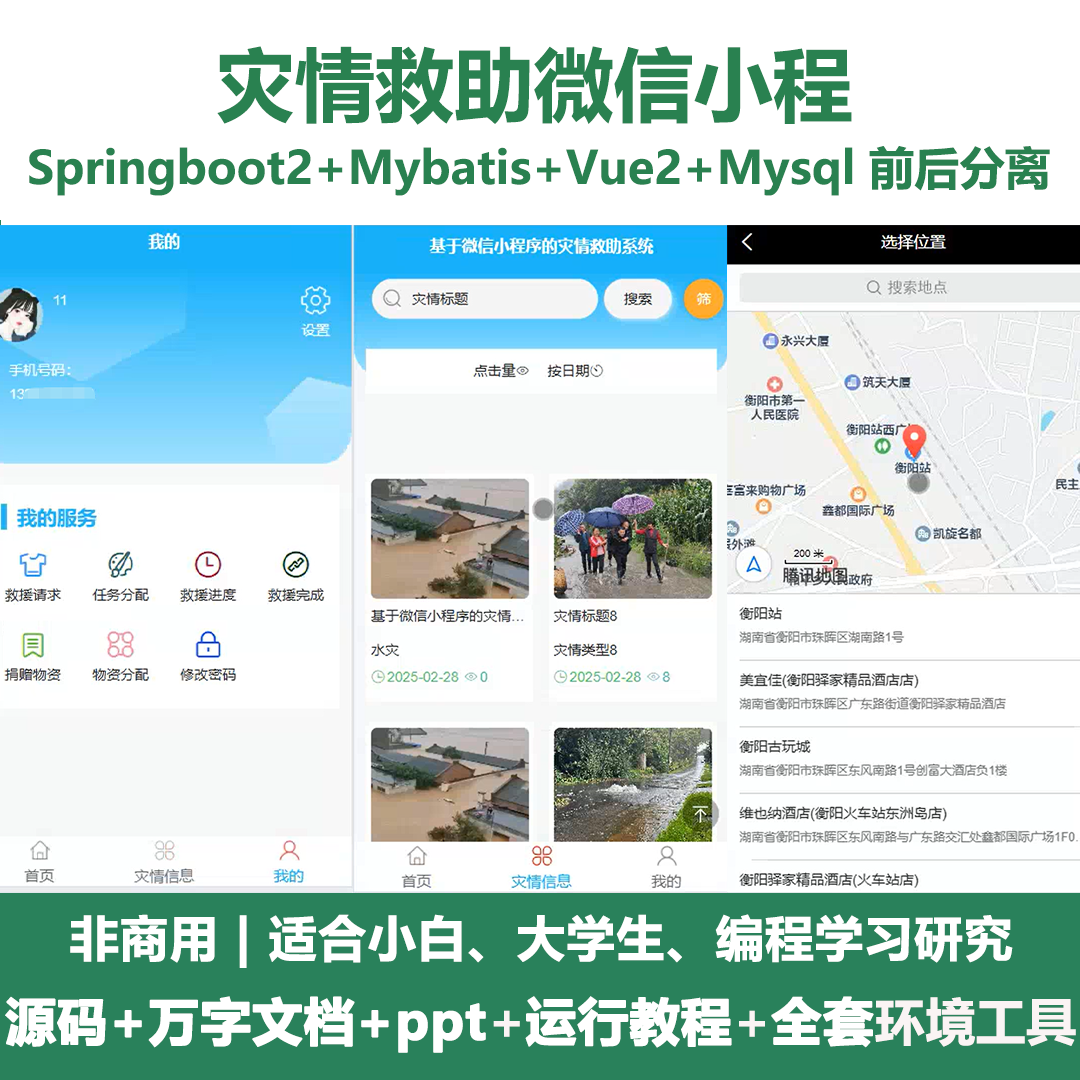 灾情救助微信小程
Springboot2+Mybatis+Vue2+Mysql 前后分离
我的
11
设置
手机号码:
13
我的服务
救援请求 任务分配 救援进度 救援完成
捐赠物资 物资分配 修改密码
首页 灾情信息 我的
基于微信小程序的灾情救助系统
灾情标题 搜索 筛
点击量 按日期
基于微信小程序的灾情...
水灾
2025-02-28 0
灾情标题8
灾情类型8
2025-02-28 8
首页 灾情信息 我的
选择位置
搜索地点
永兴大厦
筑天大厦
衡阳市第一
人民医院
衡阳站西广
衡阳站
民主
富来购物广场
鑫都国际广场
外滩
凯旋名都
200 米
腾讯地图
政府
衡阳站
湖南省衡阳市珠晖区湖南路1号
美宜佳(衡阳驿家精品酒店店)
湖南省衡阳市珠晖区广东路街道衡阳驿家精品酒店
衡阳古玩城
湖南省衡阳市珠晖区东风南路1号创富大酒店负1楼
维也纳酒店(衡阳火车站东洲岛店)
湖南省衡阳市珠晖区东风南路与广东路交汇处鑫都国际广场1F0.
衡阳驿家精品酒店(火车站店)
非商用｜适合小白、大学生、编程学习研究
源码+万字文档+ppt+运行教程+全套环境工具